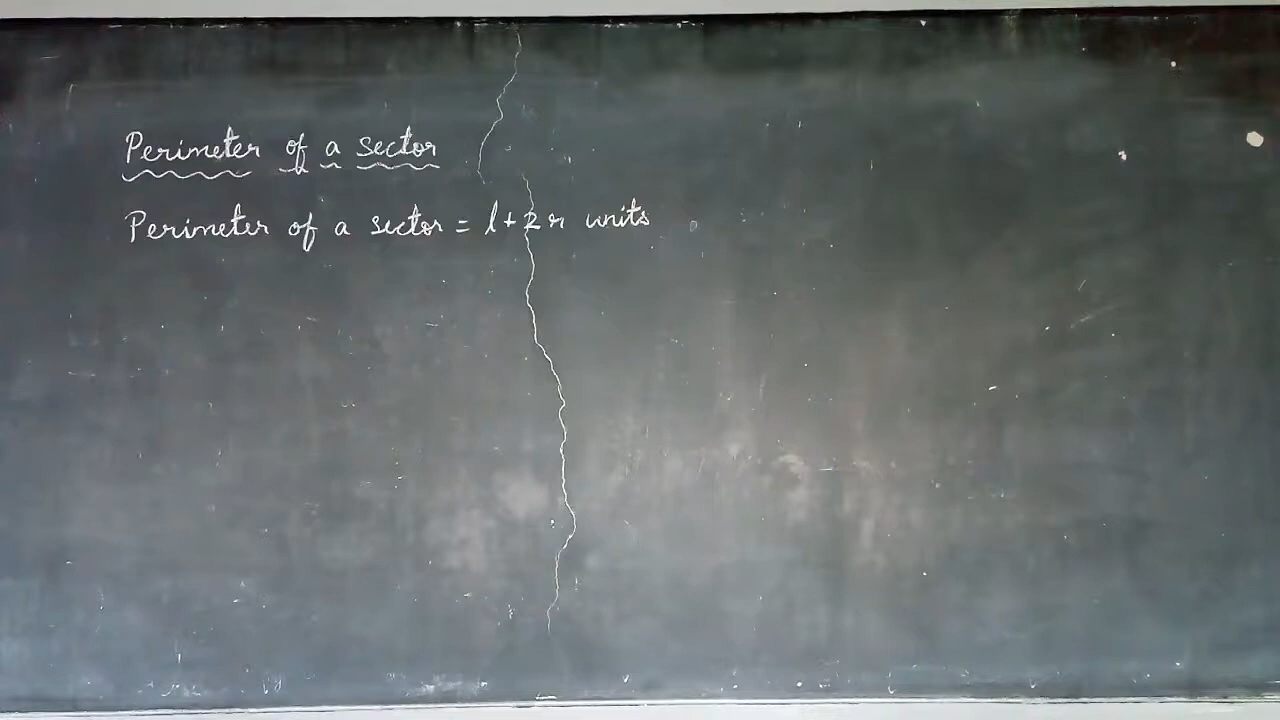 Perimeter of a sector
Perimeter of a sector = l + 2r units